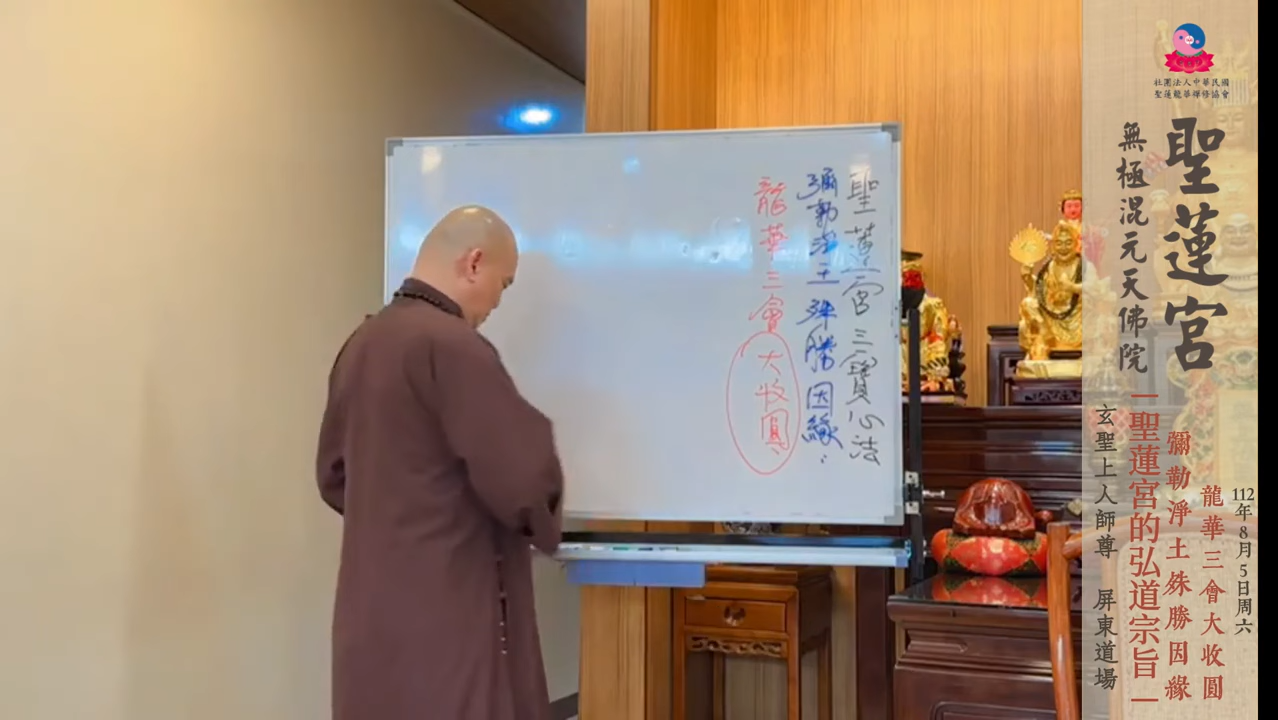 聖蓮宮三寶心法
彌勒淨土殊勝因緣.
龍華三會大收圓
社團法人中華民國
聖蓮龍華禪修協會
聖蓮宮
無極混元天佛院
112年8月5日周六
龍華三會大收圓
彌勒淨土殊勝因緣
聖蓮宮的弘道宗旨
玄聖上人師尊 屏東道場